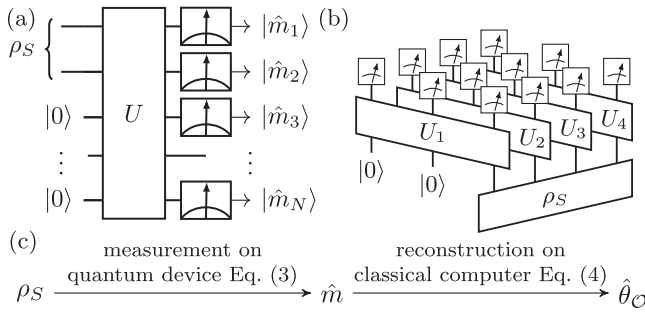 (a)
ρ_S
|0⟩
⋮
|0⟩
U
|m̂_1⟩
|m̂_2⟩
|m̂_3⟩
⋮
|m̂_N⟩
(b)
U_1
U_2
U_3
U_4
|0⟩
|0⟩
ρ_S
(c)
measurement on
quantum device Eq. (3)
reconstruction on
classical computer Eq. (4)
ρ_S m̂ θ̂_𝒪